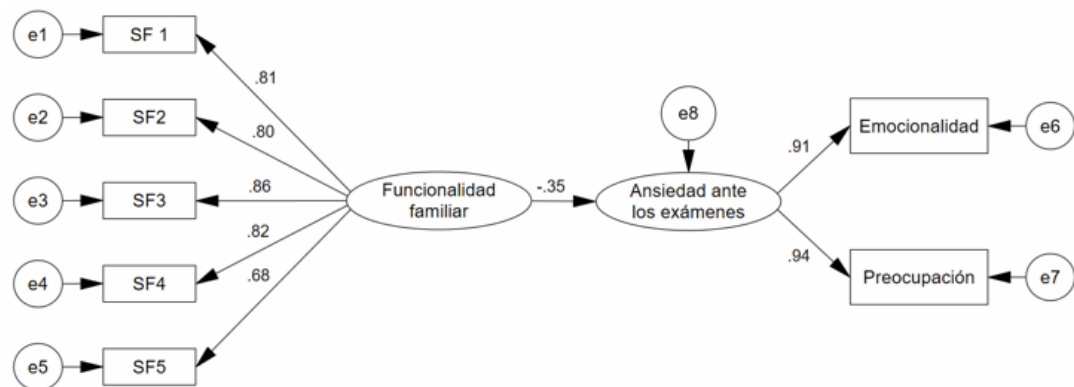 e1
SF 1
.81
e2
SF2
.80
e3
SF3
.86
e4
SF4
.82
e5
SF5
.68
Funcionalidad
familiar
-.35
e8
Ansiedad ante
los exámenes
.91
Emocionalidad
e6
.94
Preocupación
e7